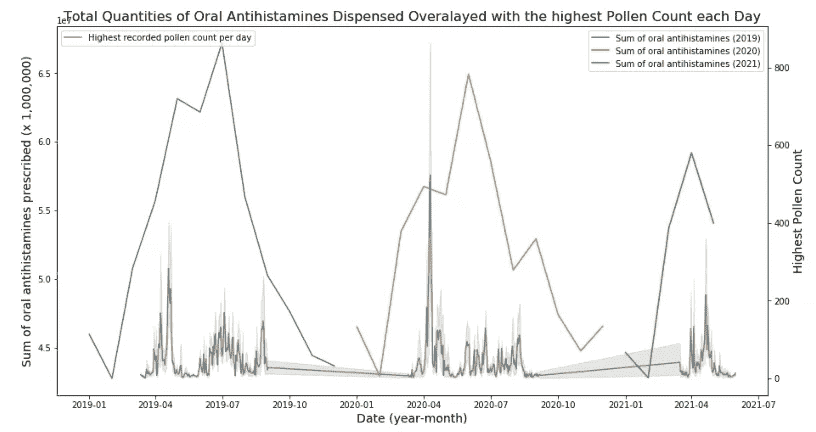 Total Quantities of Oral Antihistamines Dispensed Overalayed with the highest Pollen Count each Day
1e7
Highest recorded pollen count per day
Sum of oral antihistamines (2019)
Sum of oral antihistamines (2020)
Sum of oral antihistamines (2021)
Sum of oral antihistamines prescribed (x 1,000,000)
6.5
6.0
5.5
5.0
4.5
800
600
400
200
0
Highest Pollen Count
2019-01 2019-04 2019-07 2019-10 2020-01 2020-04 2020-07 2020-10 2021-01 2021-04 2021-07
Date (year-month)